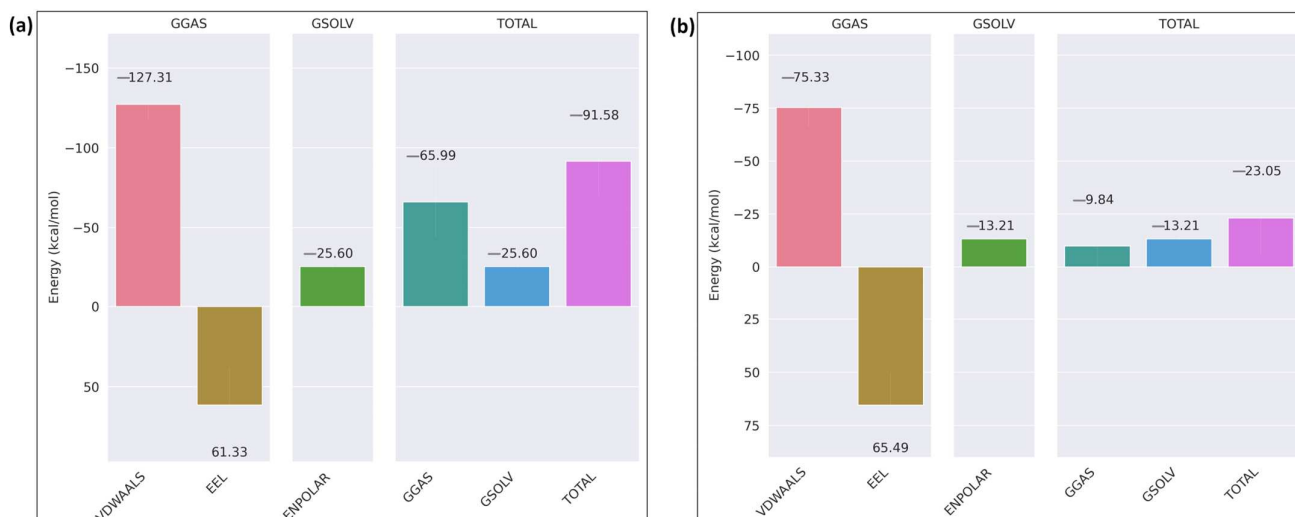 (a)
GGAS GSOLV TOTAL
Energy (kcal/mol)
−150
−100
−50
0
50
−127.31
61.33
−25.60
−65.99
−25.60
−91.58
VDWAALS
EEL
ENPOLAR
GGAS
GSOLV
TOTAL
(b)
GGAS GSOLV TOTAL
Energy (kcal/mol)
−100
−75
−50
−25
0
25
50
75
−75.33
65.49
−13.21
−9.84
−13.21
−23.05
VDWAALS
EEL
ENPOLAR
GGAS
GSOLV
TOTAL